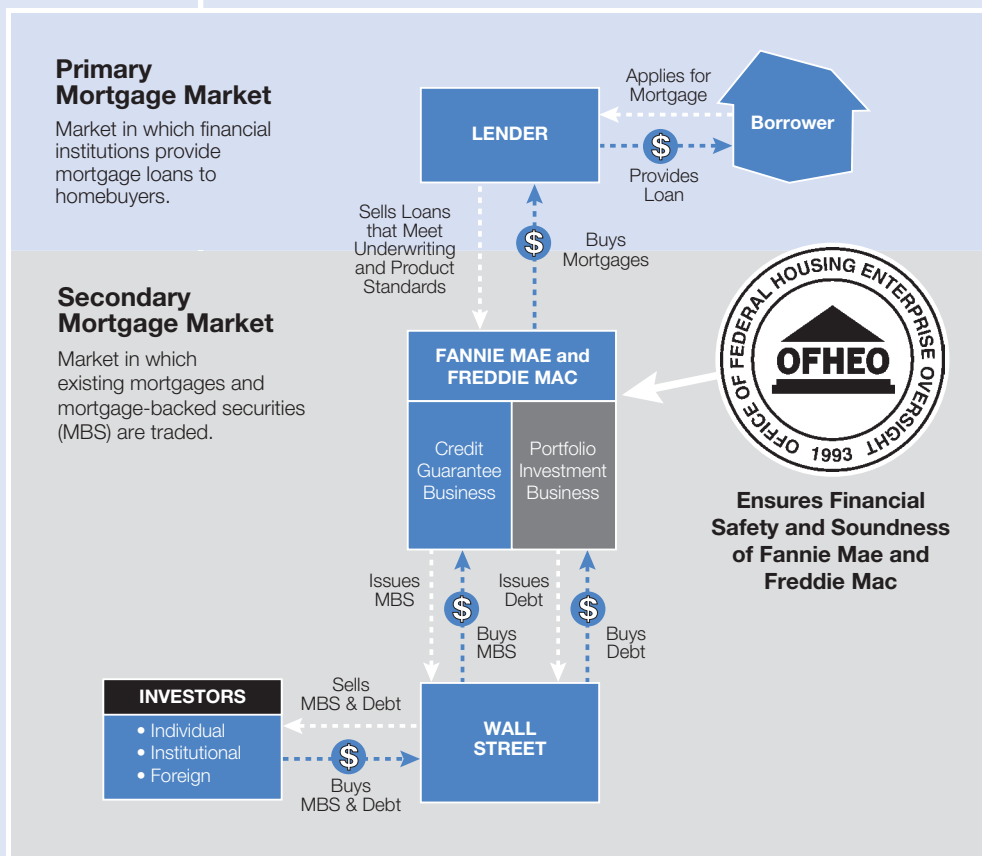 Primary
Mortgage Market
Market in which financial
institutions provide
mortgage loans to
homebuyers.
LENDER
Applies for
Mortgage
Borrower
$
Provides
Loan
Sells Loans
that Meet
Underwriting
and Product
Standards
$
Buys
Mortgages
Secondary
Mortgage Market
Market in which
existing mortgages and
mortgage-backed securities
(MBS) are traded.
FANNIE MAE and
FREDDIE MAC
Credit
Guarantee
Business
Portfolio
Investment
Business
OFFICE OF FEDERAL HOUSING ENTERPRISE OVERSIGHT
OFHEO
1993
Ensures Financial
Safety and Soundness
of Fannie Mae and
Freddie Mac
Issues
MBS
$
Buys
MBS
Issues
Debt
$
Buys
Debt
INVESTORS
• Individual
• Institutional
• Foreign
Sells
MBS & Debt
$
Buys
MBS & Debt
WALL
STREET